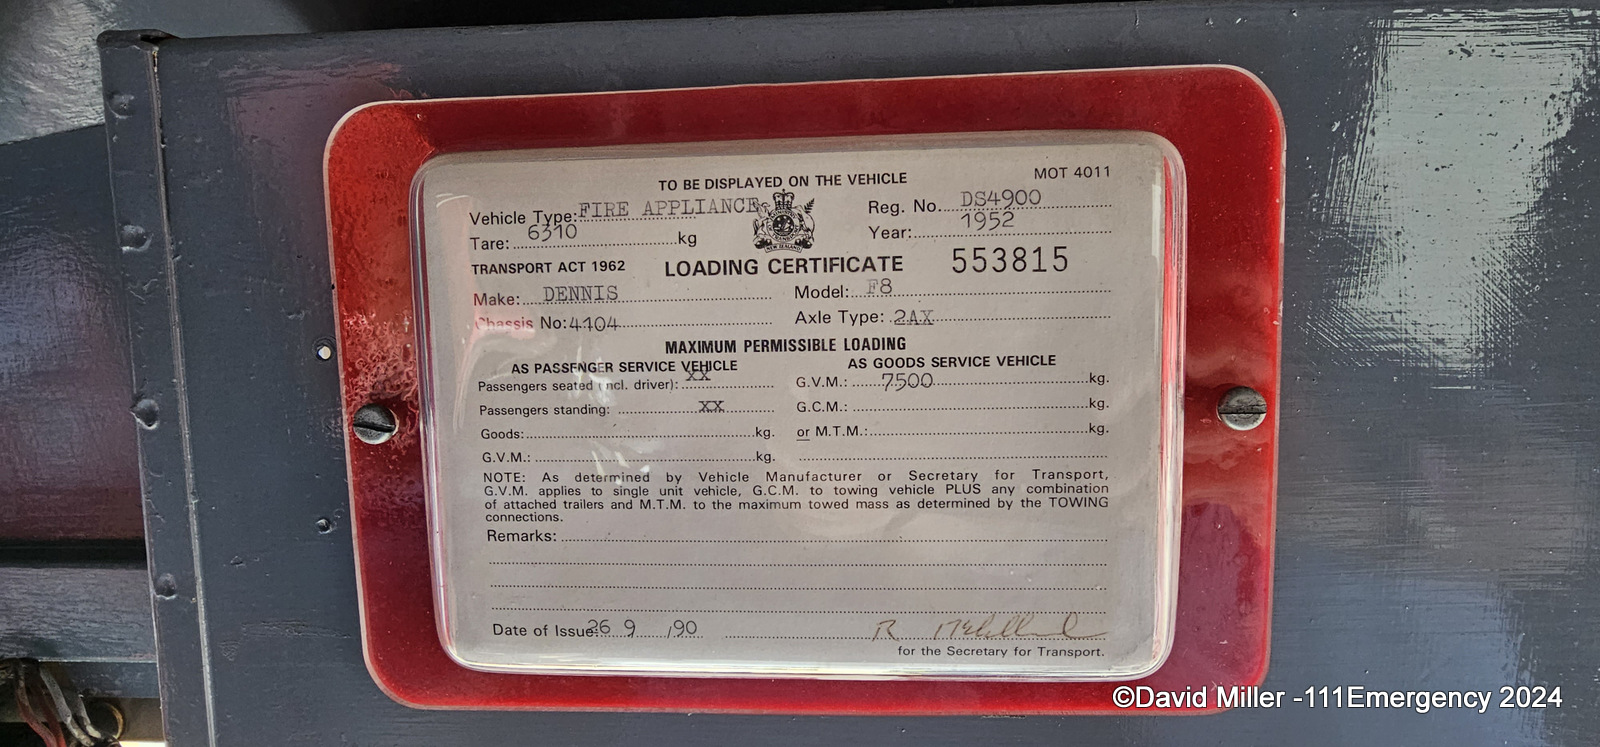 TO BE DISPLAYED ON THE VEHICLE
MOT 4011
Vehicle Type: FIRE APPLIANCE
Reg. No. DS4900
Tare: 6310 kg
Year: 1952
NEW ZEALAND
TRANSPORT ACT 1962 LOADING CERTIFICATE 553815
Make: DENNIS Model: F8
Chassis No: 4104 Axle Type: 2AX
MAXIMUM PERMISSIBLE LOADING
AS PASSENGER SERVICE VEHICLE AS GOODS SERVICE VEHICLE
Passengers seated (incl. driver): XX G.V.M.: 7500 kg.
Passengers standing: XX G.C.M.: kg.
Goods: kg. or M.T.M.: kg.
G.V.M.: kg.
NOTE: As determined by Vehicle Manufacturer or Secretary for Transport,
G.V.M. applies to single unit vehicle, G.C.M. to towing vehicle PLUS any combination
of attached trailers and M.T.M. to the maximum towed mass as determined by the TOWING
connections.
Remarks:
Date of Issue: 26 9 /90 R
for the Secretary for Transport.
©David Miller -111Emergency 2024